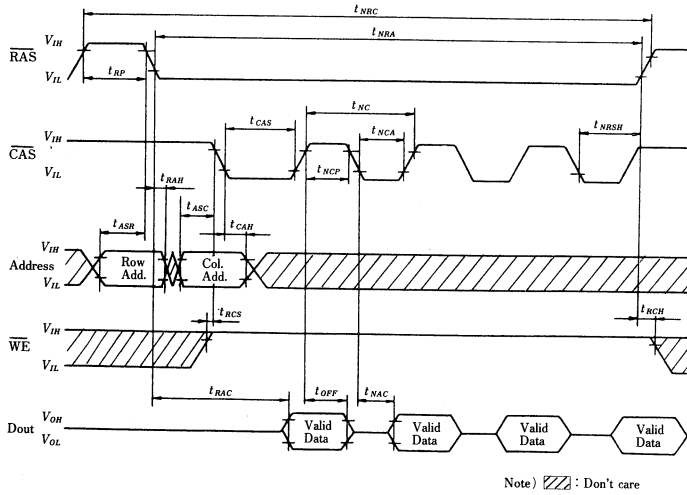 tNRC
tNRA
RAS
VIH
VIL
tRP
tNC
tCAS
tNCA
tNRSH
CAS
VIH
VIL
tNCP
tRAH
tASC
tCAH
tASR
Address
VIH
VIL
Row
Add.
Col.
Add.
tRCS
tRCH
WE
VIH
VIL
tRAC
tOFF
tNAC
Dout
VOH
VOL
Valid
Data
Valid
Data
Valid
Data
Valid
Data
Note) : Don't care